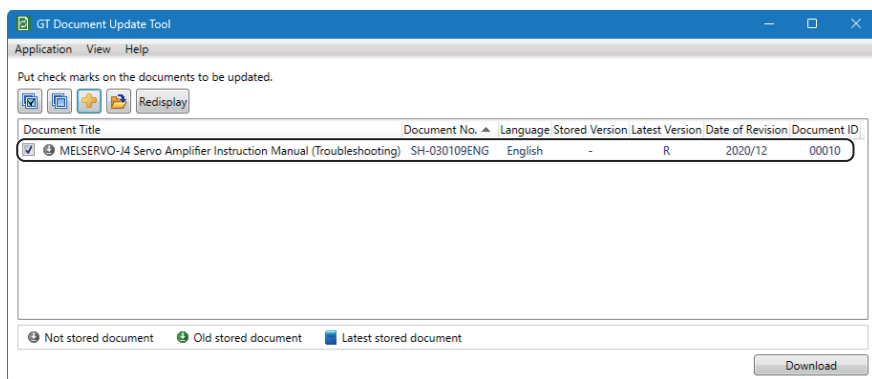 GT Document Update Tool
Application View Help
Put check marks on the documents to be updated.
Redisplay
Document Title Document No. Language Stored Version Latest Version Date of Revision Document ID
MELSERVO-J4 Servo Amplifier Instruction Manual (Troubleshooting) SH-030109ENG English - R 2020/12 00010
Not stored document Old stored document Latest stored document
Download